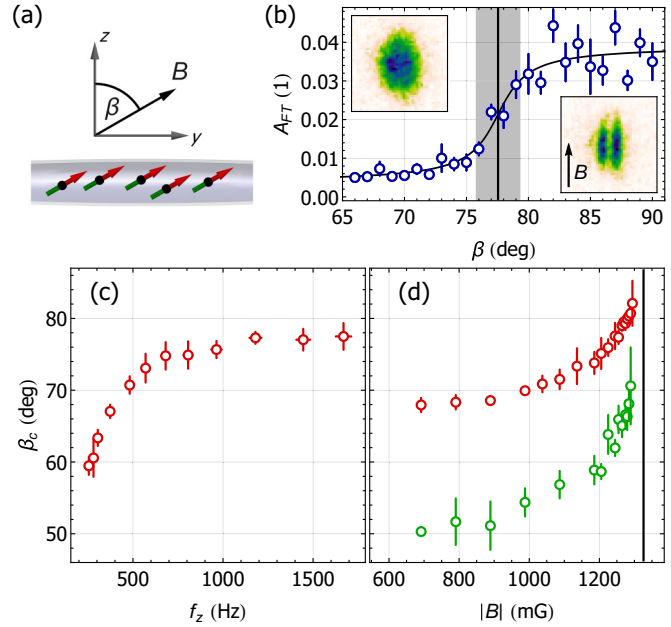 (a)
z
B
β
y
(b)
0.04
0.03
0.02
0.01
0.00
A_FT (1)
B
65 70 75 80 85 90
β (deg)
(c)
(d)
80
70
60
50
β_c (deg)
500 1000 1500
f_z (Hz)
600 800 1000 1200
|B| (mG)